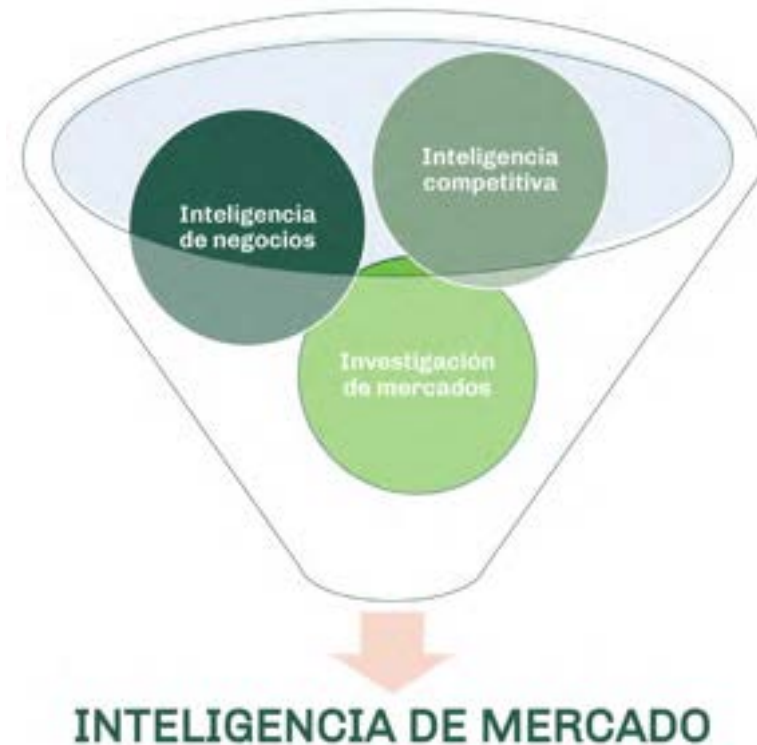 Inteligencia
competitiva
Inteligencia
de negocios
Investigación
de mercados
INTELIGENCIA DE MERCADO